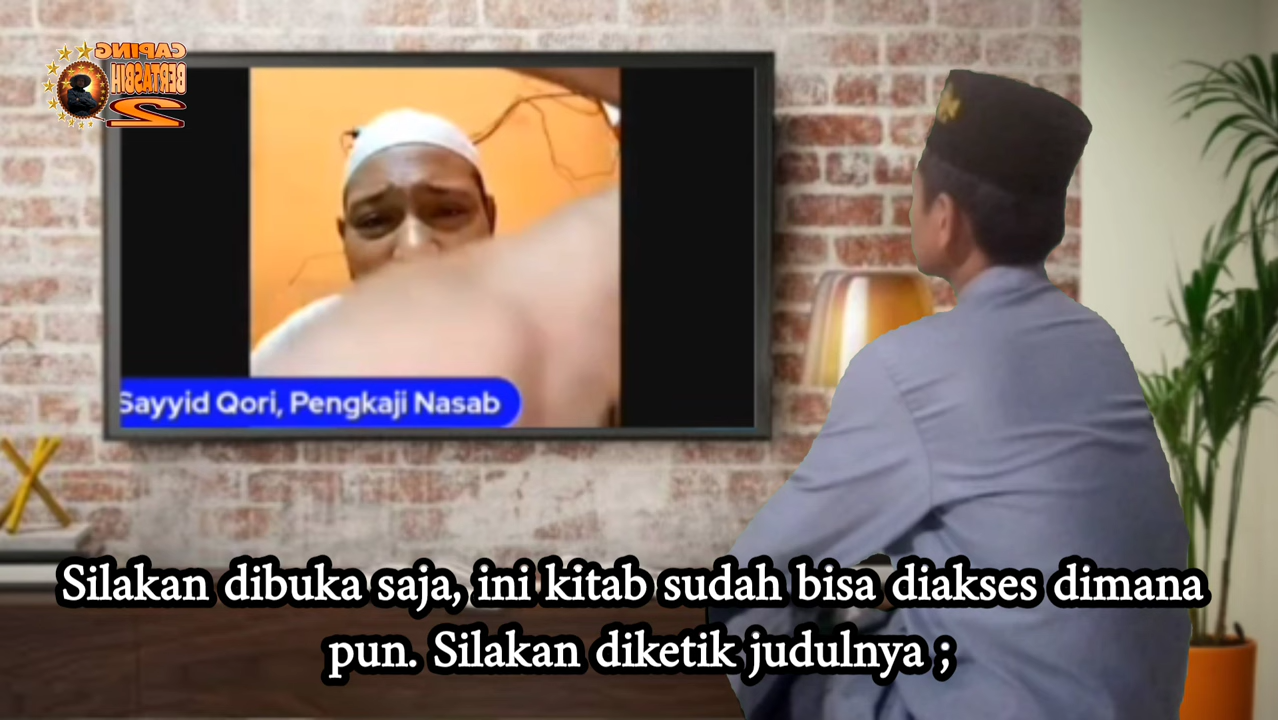 CAPING
BERTASBIH
2
Sayyid Qori, Pengkaji Nasab
Silakan dibuka saja, ini kitab sudah bisa diakses dimana
pun. Silakan diketik judulnya ;